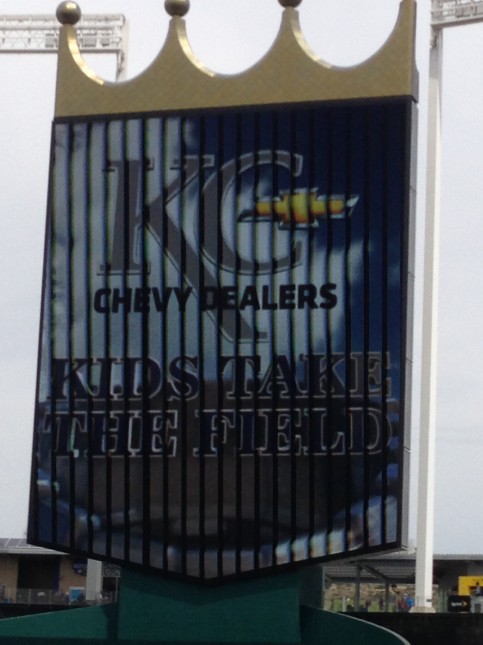 KC
CHEVY DEALERS
KIDS TAKE
THE FIELD